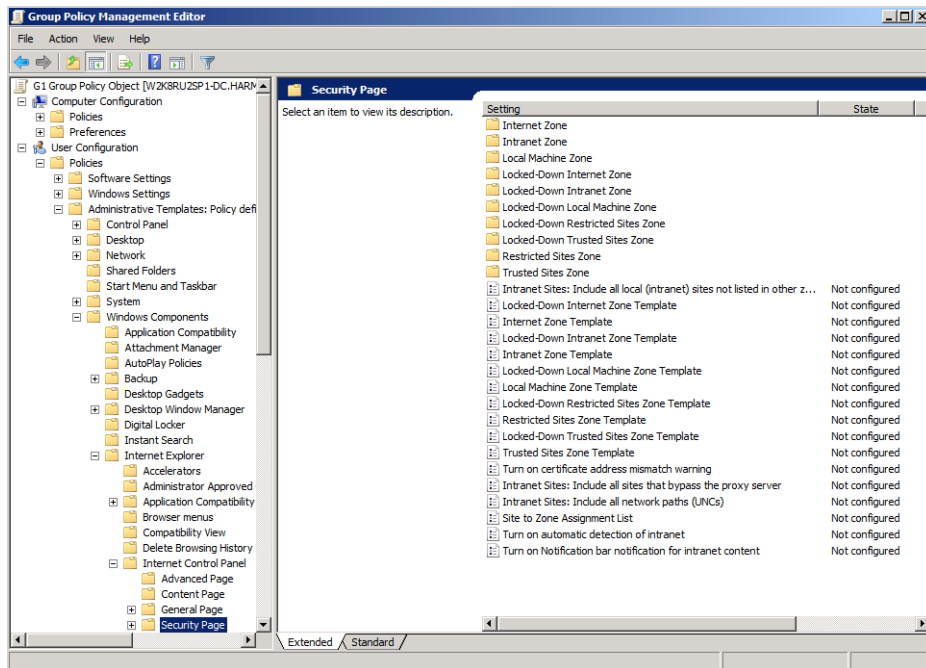 Group Policy Management Editor
File Action View Help
G1 Group Policy Object [W2K8RU2SP1-DC.HARM
Computer Configuration
Policies
Preferences
User Configuration
Policies
Software Settings
Windows Settings
Administrative Templates: Policy defi
Control Panel
Desktop
Network
Shared Folders
Start Menu and Taskbar
System
Windows Components
Application Compatibility
Attachment Manager
AutoPlay Policies
Backup
Desktop Gadgets
Desktop Window Manager
Digital Locker
Instant Search
Internet Explorer
Accelerators
Administrator Approved
Application Compatibility
Browser menus
Compatibility View
Delete Browsing History
Internet Control Panel
Advanced Page
Content Page
General Page
Security Page
Security Page
Select an item to view its description.
Setting State
Internet Zone
Intranet Zone
Local Machine Zone
Locked-Down Internet Zone
Locked-Down Intranet Zone
Locked-Down Local Machine Zone
Locked-Down Restricted Sites Zone
Locked-Down Trusted Sites Zone
Restricted Sites Zone
Trusted Sites Zone
Intranet Sites: Include all local (intranet) sites not listed in other z... Not configured
Locked-Down Internet Zone Template Not configured
Internet Zone Template Not configured
Locked-Down Intranet Zone Template Not configured
Intranet Zone Template Not configured
Locked-Down Local Machine Zone Template Not configured
Local Machine Zone Template Not configured
Locked-Down Restricted Sites Zone Template Not configured
Restricted Sites Zone Template Not configured
Locked-Down Trusted Sites Zone Template Not configured
Trusted Sites Zone Template Not configured
Turn on certificate address mismatch warning Not configured
Intranet Sites: Include all sites that bypass the proxy server Not configured
Intranet Sites: Include all network paths (UNCs) Not configured
Site to Zone Assignment List Not configured
Turn on automatic detection of intranet Not configured
Turn on Notification bar notification for intranet content Not configured
Extended Standard